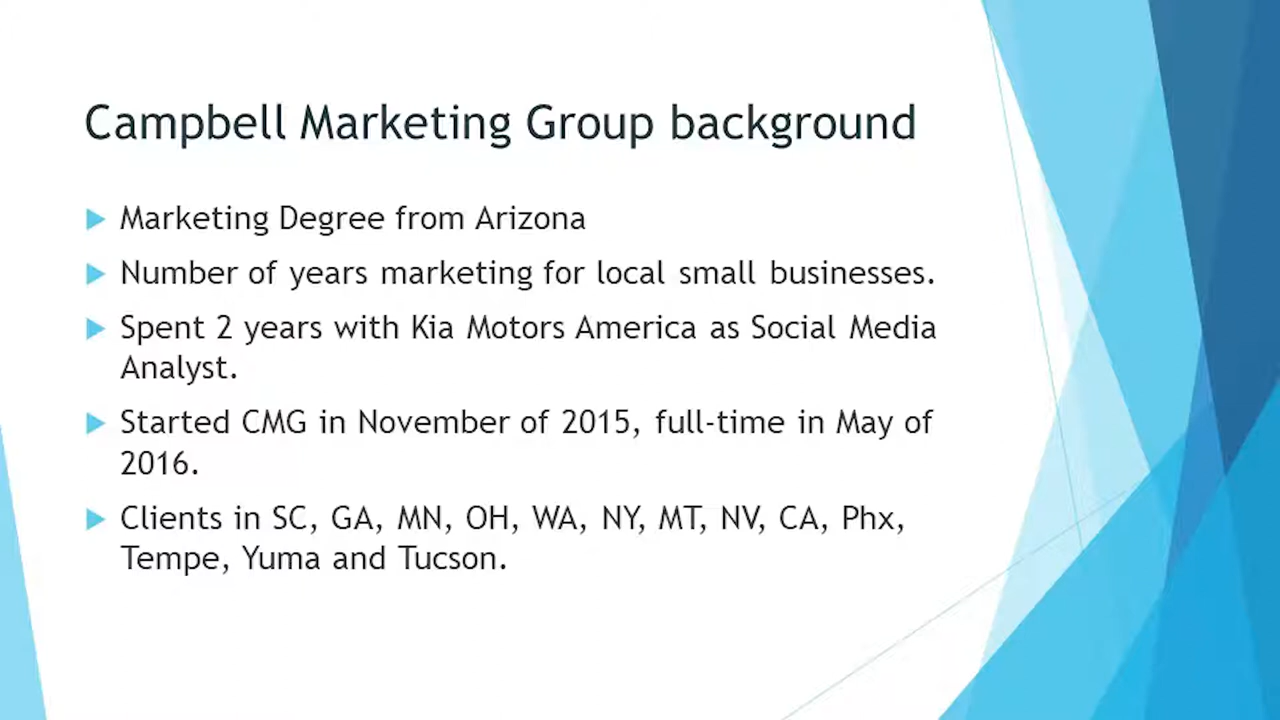 Campbell Marketing Group background
Marketing Degree from Arizona
Number of years marketing for local small businesses.
Spent 2 years with Kia Motors America as Social Media
Analyst.
Started CMG in November of 2015, full-time in May of
2016.
Clients in SC, GA, MN, OH, WA, NY, MT, NV, CA, Phx,
Tempe, Yuma and Tucson.